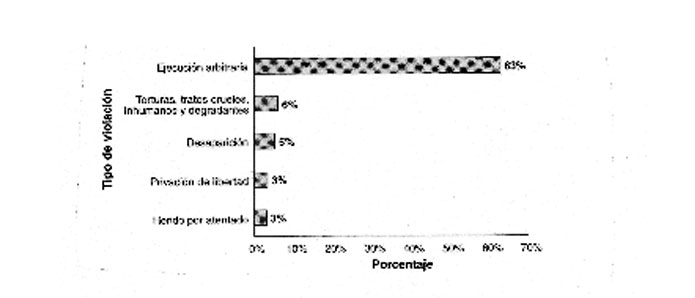 Ejecución arbitraria
63%
Torturas, tratos crueles,
inhumanos y degradantes
6%
Desaparición
5%
Privación de libertad
3%
Herido por atentado
3%
Tipo de Violación
0% 10% 20% 30% 40% 50% 60% 70%
Porcentaje